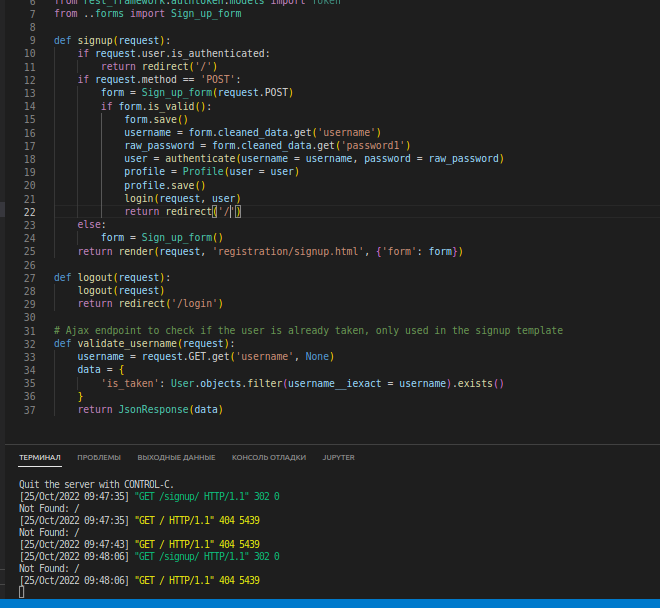 6 from rest_framework.authtoken.models import Token
7 from ..forms import Sign_up_form
8
9 def signup(request):
10 if request.user.is_authenticated:
11 return redirect('/')
12 if request.method == 'POST':
13 form = Sign_up_form(request.POST)
14 if form.is_valid():
15 form.save()
16 username = form.cleaned_data.get('username')
17 raw_password = form.cleaned_data.get('password1')
18 user = authenticate(username = username, password = raw_password)
19 profile = Profile(user = user)
20 profile.save()
21 login(request, user)
22 return redirect('/')
23 else:
24 form = Sign_up_form()
25 return render(request, 'registration/signup.html', {'form': form})
26
27 def logout(request):
28 logout(request)
29 return redirect('/login')
30
31 # Ajax endpoint to check if the user is already taken, only used in the signup template
32 def validate_username(request):
33 username = request.GET.get('username', None)
34 data = {
35 'is_taken': User.objects.filter(username__iexact = username).exists()
36 }
37 return JsonResponse(data)
ТЕРМИНАЛ ПРОБЛЕМЫ ВЫХОДНЫЕ ДАННЫЕ КОНСОЛЬ ОТЛАДКИ JUPYTER
Quit the server with CONTROL-C.
[25/Oct/2022 09:47:35] "GET /signup/ HTTP/1.1" 302 0
Not Found: /
[25/Oct/2022 09:47:35] "GET / HTTP/1.1" 404 5439
Not Found: /
[25/Oct/2022 09:47:43] "GET / HTTP/1.1" 404 5439
[25/Oct/2022 09:48:06] "GET /signup/ HTTP/1.1" 302 0
Not Found: /
[25/Oct/2022 09:48:06] "GET / HTTP/1.1" 404 5439